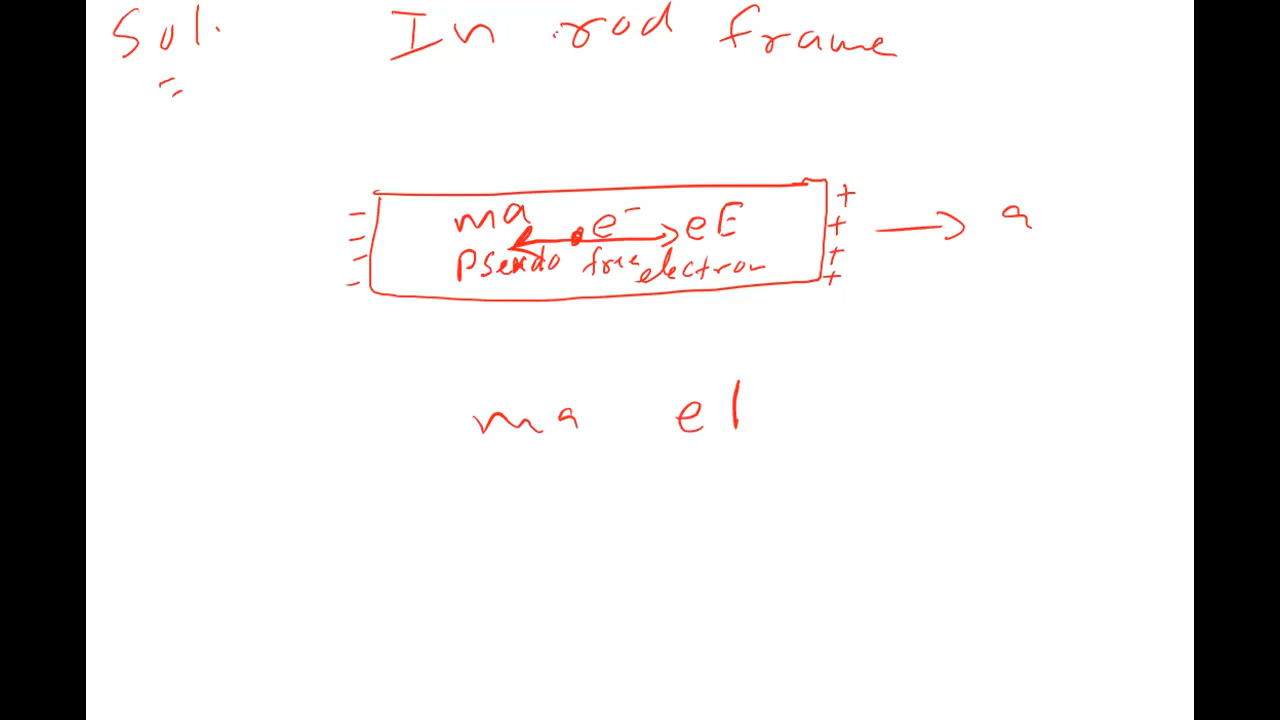 Sol.
In rod frame
+
- ma e⁻ eE + → a
- pseudo free electron +
- +
-
ma el